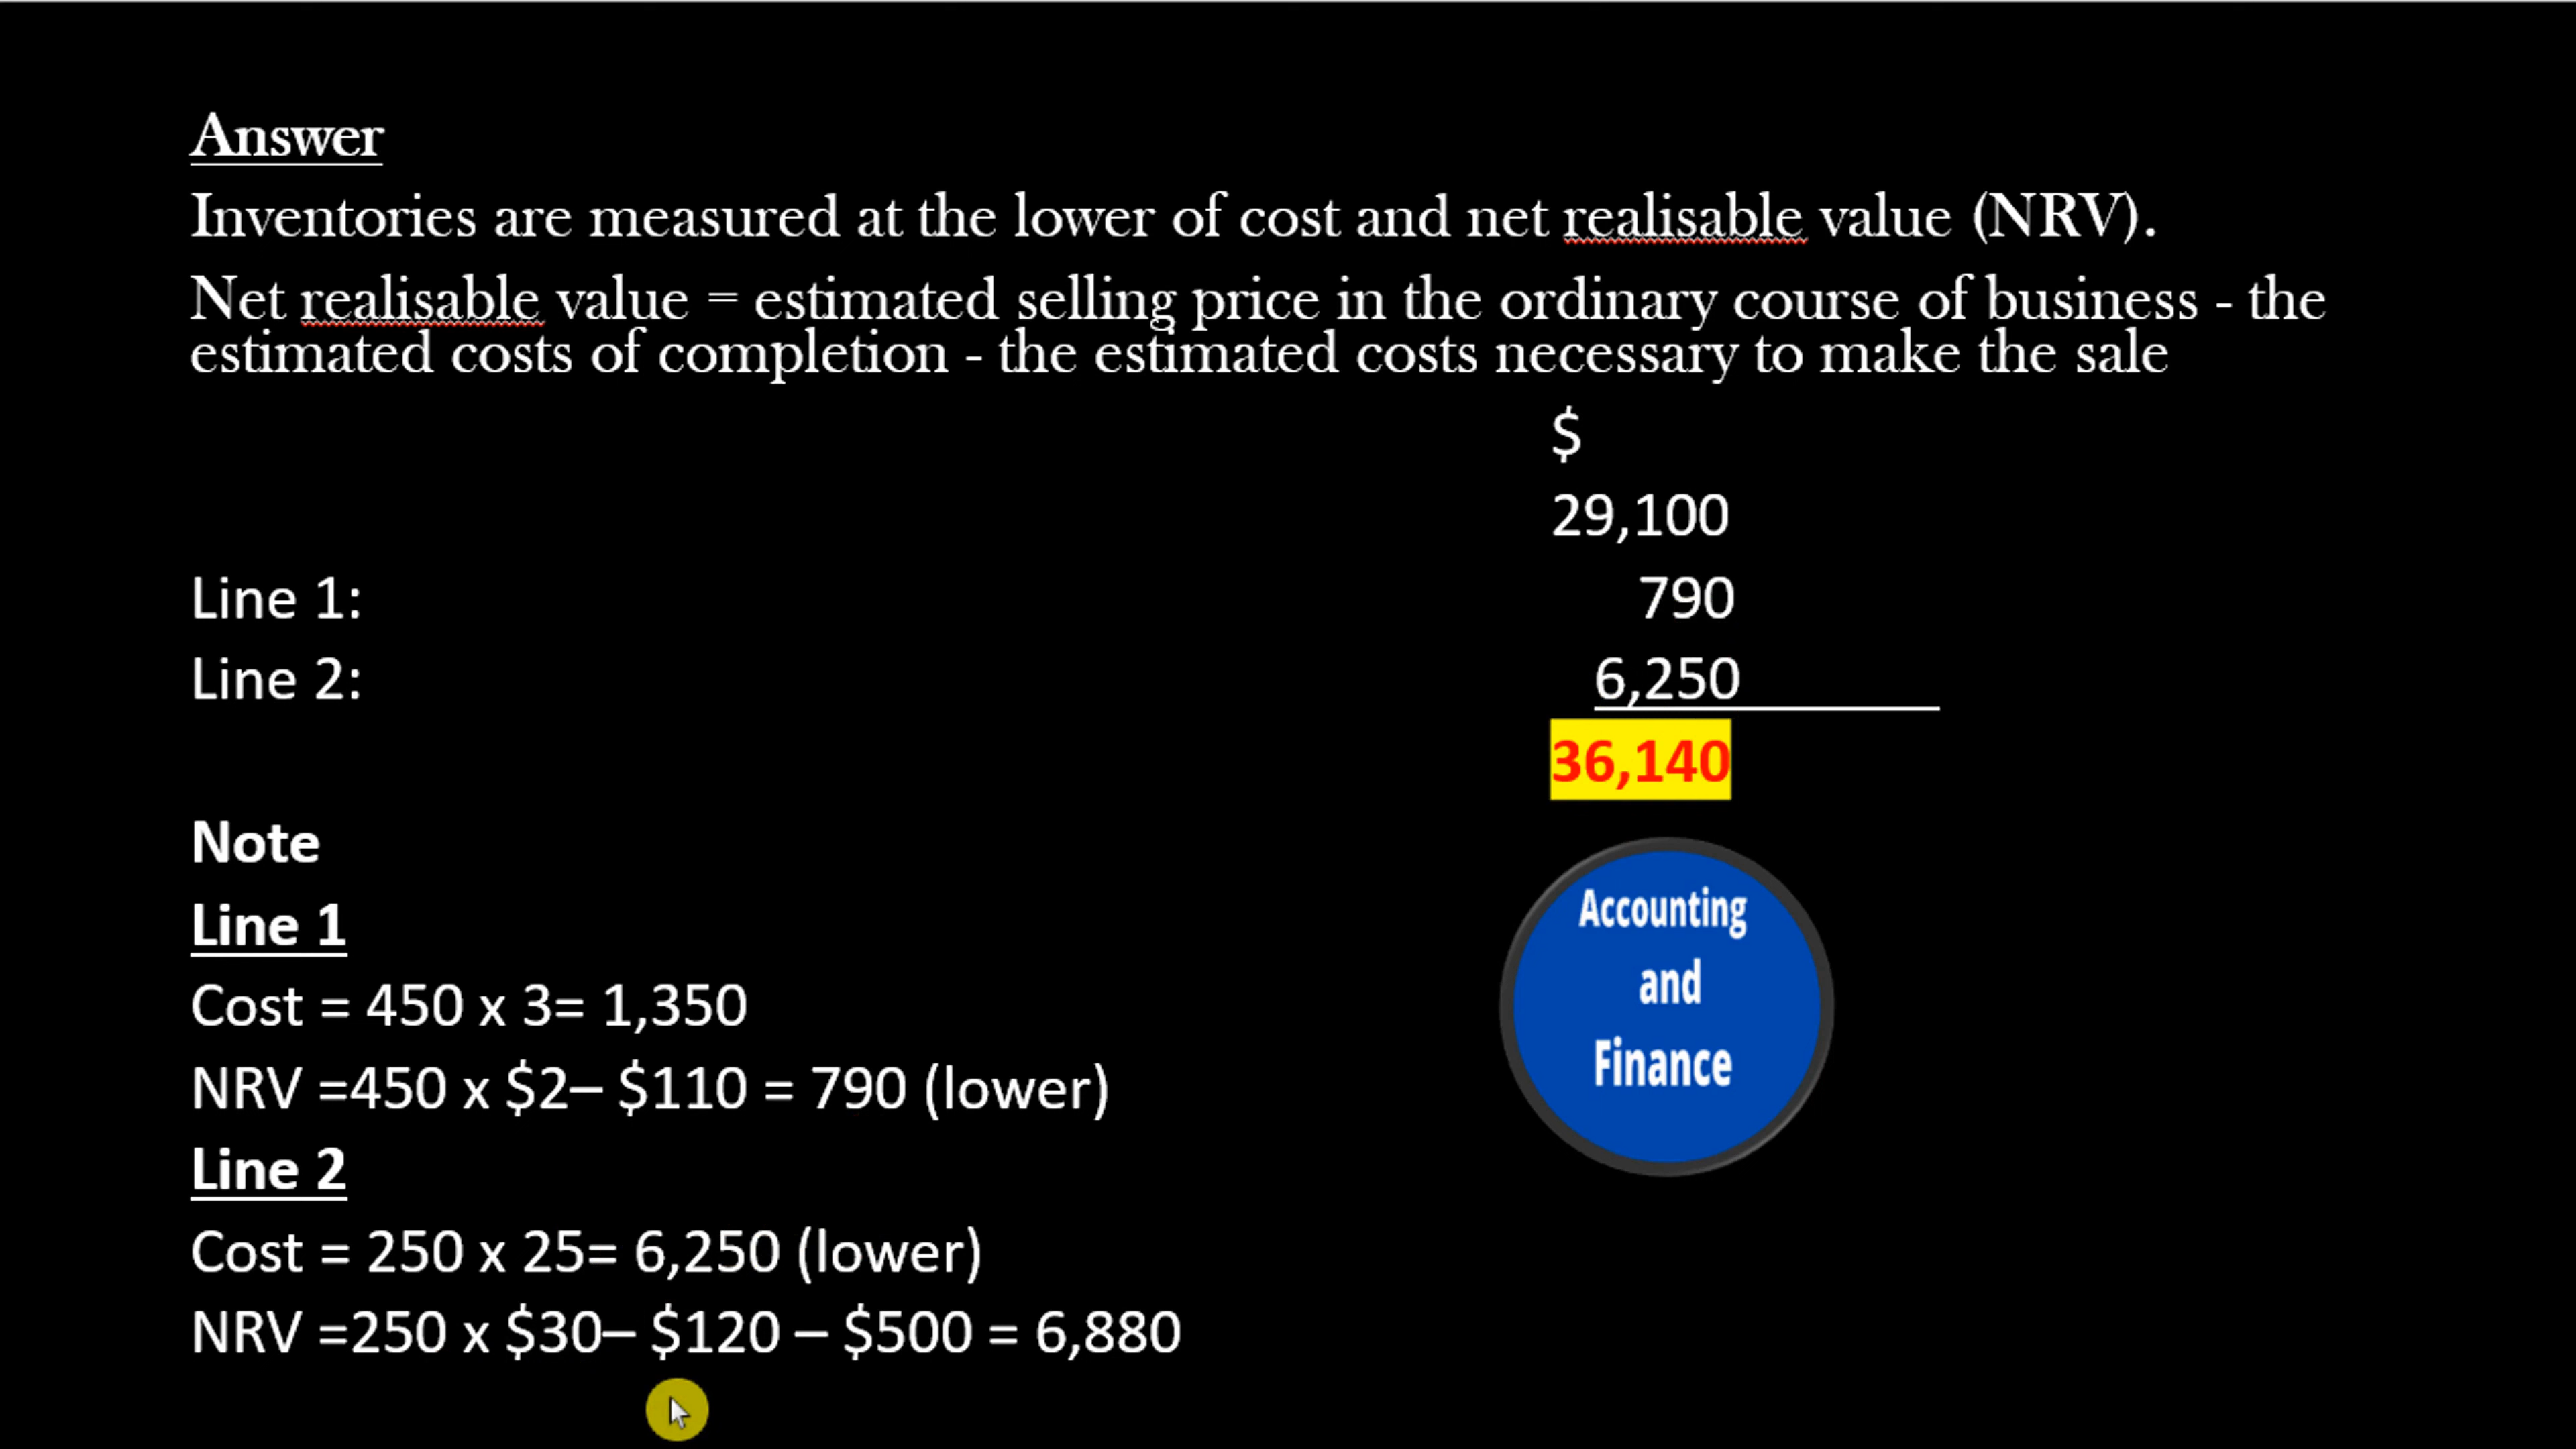 Answer
Inventories are measured at the lower of cost and net realisable value (NRV).
Net realisable value = estimated selling price in the ordinary course of business - the
estimated costs of completion - the estimated costs necessary to make the sale
$
29,100
Line 1: 790
Line 2: 6,250
36,140
Note
Line 1
Cost = 450 x 3= 1,350
NRV =450 x $2– $110 = 790 (lower)
Line 2
Cost = 250 x 25= 6,250 (lower)
NRV =250 x $30– $120 – $500 = 6,880
Accounting
and
Finance